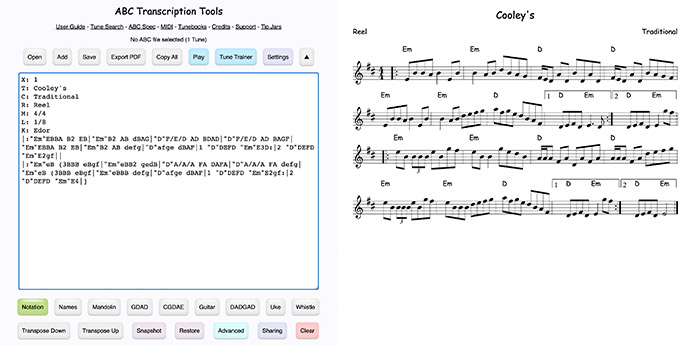 ABC Transcription Tools
User Guide - Tune Search - ABC Spec - MIDI - Tunebooks - Credits - Support - Tip Jars
No ABC file selected (1 Tune)
Open Add Save Export PDF Copy All Play Tune Trainer Settings ▲
X: 1
T: Cooley's
C: Traditional
R: Reel
M: 4/4
L: 1/8
K: Edor
|:"Em"EBBA B2 EB|"Em"B2 AB dBAG|"D"F/E/D AD BDAD|"D"F/E/D AD BAGF|
"Em"EBBA B2 EB|"Em"B2 AB defg|"D"afge dBAF|1 "D"DEFD "Em"E3D:|2 "D"DEFD
"Em"E2gf||
|:"Em"eB (3BBB eBgf|"Em"eBB2 gedB|"D"A/A/A FA DAFA|"D"A/A/A FA defg|
"Em"eB (3BBB eBgf|"Em"eBBB defg|"D"afge dBAF|1 "D"DEFD "Em"E2gf:|2
"D"DEFD "Em"E4|]
Notation Names Mandolin GDAD CGDAE Guitar DADGAD Uke Whistle
Transpose Down Transpose Up Snapshot Restore Advanced Sharing Clear
Cooley's
Reel Traditional
Em Em D D
E B B A B E B B A B d B A G F E D A D B D A D F E D A D B A G F
Em Em D 1 D Em 2 D Em
Em Em D D
3
Em Em D 1 D Em 2 D Em
3